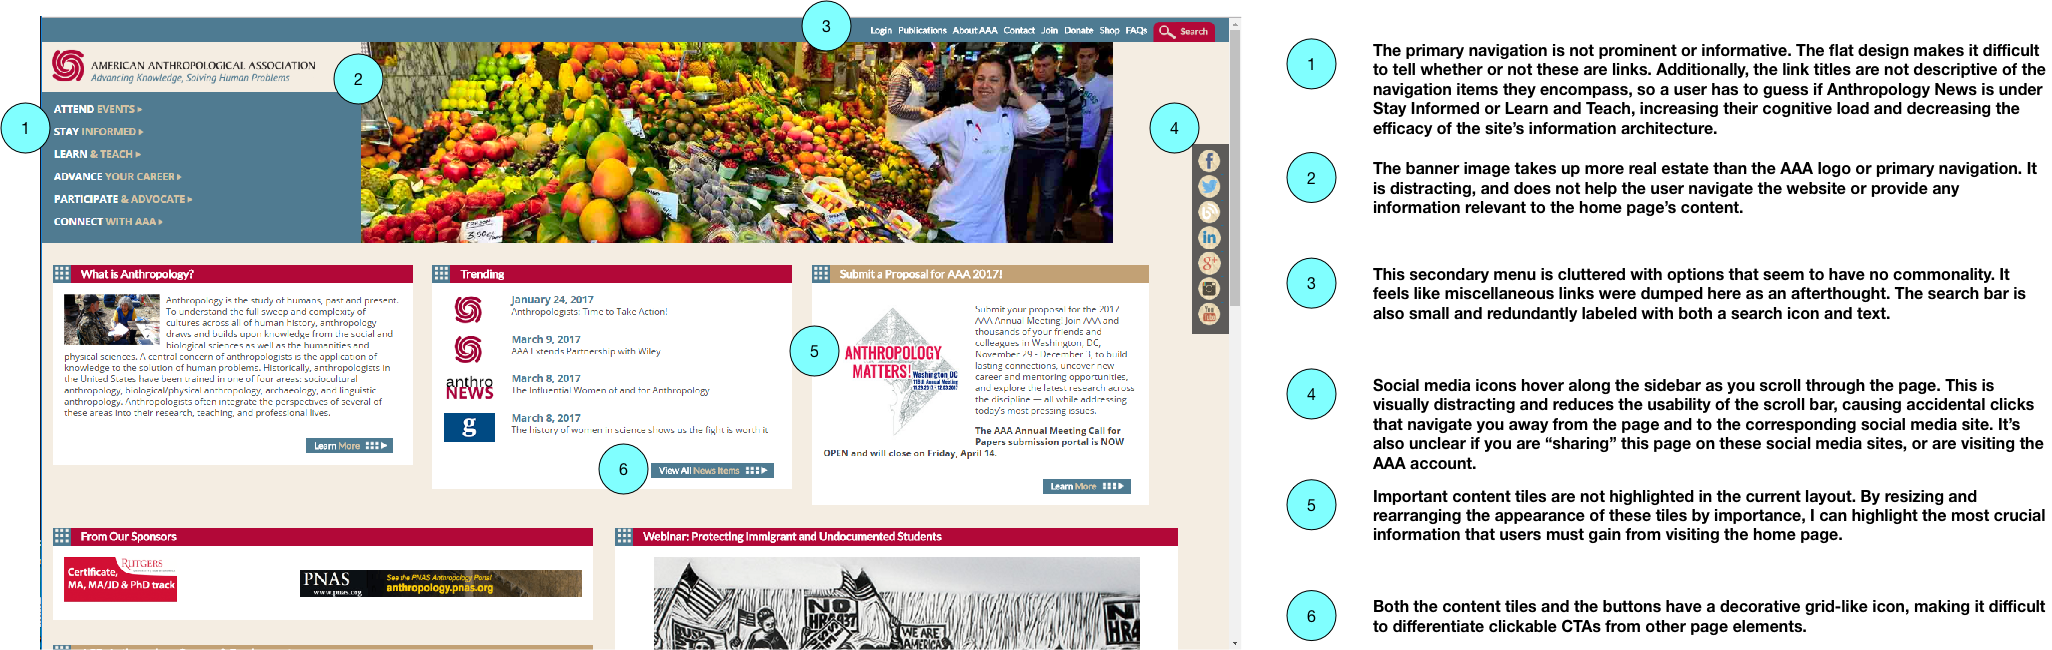 3
Login Publications About AAA Contact Join Donate Shop FAQs Search
AMERICAN ANTHROPOLOGICAL ASSOCIATION
Advancing Knowledge, Solving Human Problems
2
1
ATTEND EVENTS
STAY INFORMED
LEARN & TEACH
ADVANCE YOUR CAREER
PARTICIPATE & ADVOCATE
CONNECT WITH AAA
3.50
4
What is Anthropology?
Anthropology is the study of humans, past and present.
To understand the full sweep and complexity of
cultures across all of human history, anthropology
draws and builds upon knowledge from the social and
biological sciences as well as the humanities and
physical sciences. A central concern of anthropologists is the application of
knowledge to the solution of human problems. Historically, anthropologists in
the United States have been trained in one of four areas: sociocultural
anthropology, biological/physical anthropology, archaeology, and linguistic
anthropology. Anthropologists often integrate the perspectives of several of
these areas into their research, teaching, and professional lives.
Learn More
Trending
January 24, 2017
Anthropologists: Time to Take Action!
March 9, 2017
AAA Extends Partnership with Wiley
anthro
NEWS
March 8, 2017
The Influential Women of and for Anthropology
g
March 8, 2017
The history of women in science shows us the fight is worth it
6
View All News Items
Submit a Proposal for AAA 2017!
5
ANTHROPOLOGY
MATTERS!
Washington DC
Submit your proposal for the 2017
AAA Annual Meeting. Join AAA and
thousands of your friends and
colleagues in Washington, DC,
November 29 - December 3, to build
lasting connections, uncover new
career and mentoring opportunities,
and explore the latest research across
the discipline — all while addressing
today's most pressing issues.
The AAA Annual Meeting Call for
Papers submission portal is NOW
OPEN and will close on Friday, April 14.
Learn More
From Our Sponsors
Certificate,
MA, MA/JD & PhD track
RUTGERS
PNAS
www.pnas.org
See the PNAS Anthropology Portal
anthropology.pnas.org
Webinar: Protecting Immigrant and Undocumented Students
NO
HR4437
WE ARE
AMERICA
NO
HR4
1
The primary navigation is not prominent or informative. The flat design makes it difficult
to tell whether or not these are links. Additionally, the link titles are not descriptive of the
navigation items they encompass, so a user has to guess if Anthropology News is under
Stay Informed or Learn and Teach, increasing their cognitive load and decreasing the
efficacy of the site's information architecture.
2
The banner image takes up more real estate than the AAA logo or primary navigation. It
is distracting, and does not help the user navigate the website or provide any
information relevant to the home page's content.
3
This secondary menu is cluttered with options that seem to have no commonality. It
feels like miscellaneous links were dumped here as an afterthought. The search bar is
also small and redundantly labeled with both a search icon and text.
4
Social media icons hover along the sidebar as you scroll through the page. This is
visually distracting and reduces the usability of the scroll bar, causing accidental clicks
that navigate you away from the page and to the corresponding social media site. It's
also unclear if you are “sharing” this page on these social media sites, or are visiting the
AAA account.
5
Important content tiles are not highlighted in the current layout. By resizing and
rearranging the appearance of these tiles by importance, I can highlight the most crucial
information that users must gain from visiting the home page.
6
Both the content tiles and the buttons have a decorative grid-like icon, making it difficult
to differentiate clickable CTAs from other page elements.